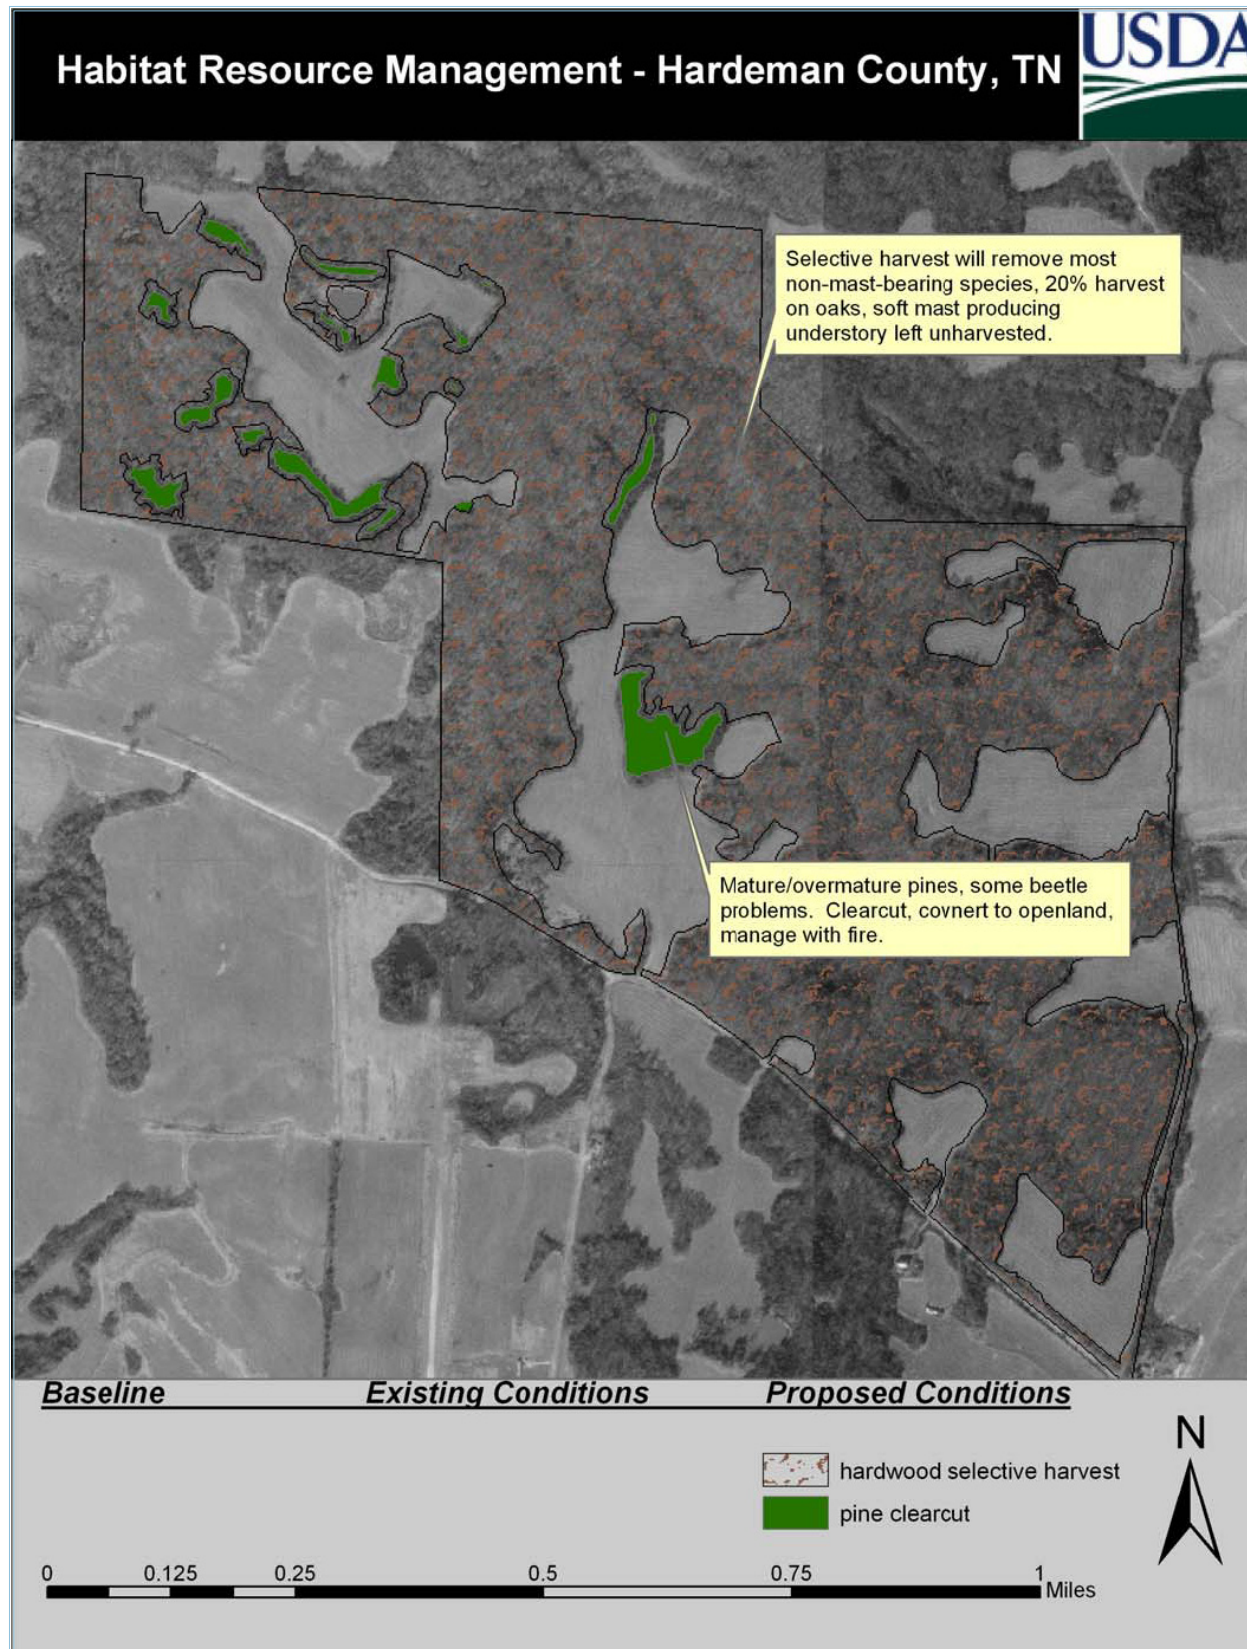 Habitat Resource Management - Hardeman County, TN
USDA
Selective harvest will remove most
non-mast-bearing species, 20% harvest
on oaks, soft mast producing
understory left unharvested.
Mature/overmature pines, some beetle
problems. Clearcut, covnert to openland,
manage with fire.
Baseline Existing Conditions Proposed Conditions
N
hardwood selective harvest
pine clearcut
0 0.125 0.25 0.5 0.75 1
Miles